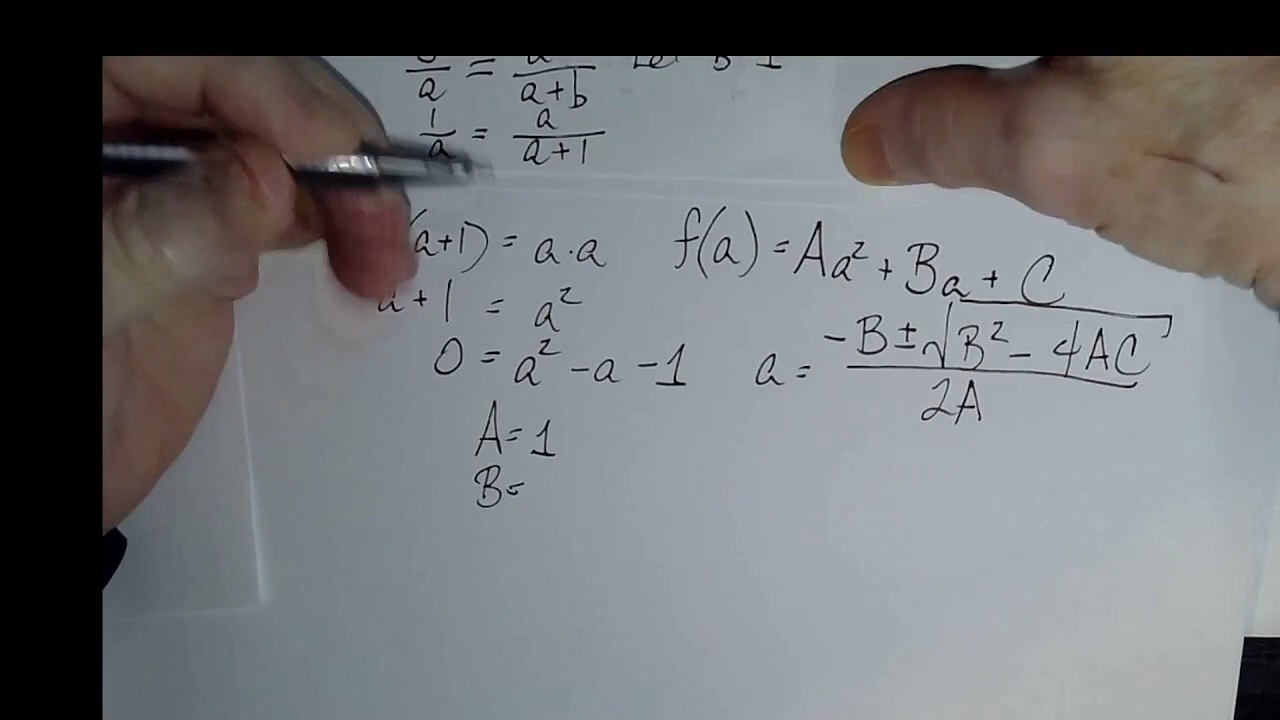 a = a+b
1/a = a/(a+1)
(a+1) = a·a f(a) = Aa² + Ba + C
a + 1 = a²
0 = a² - a - 1 a = (-B ± √(B² - 4AC))/2A
A = 1
B =